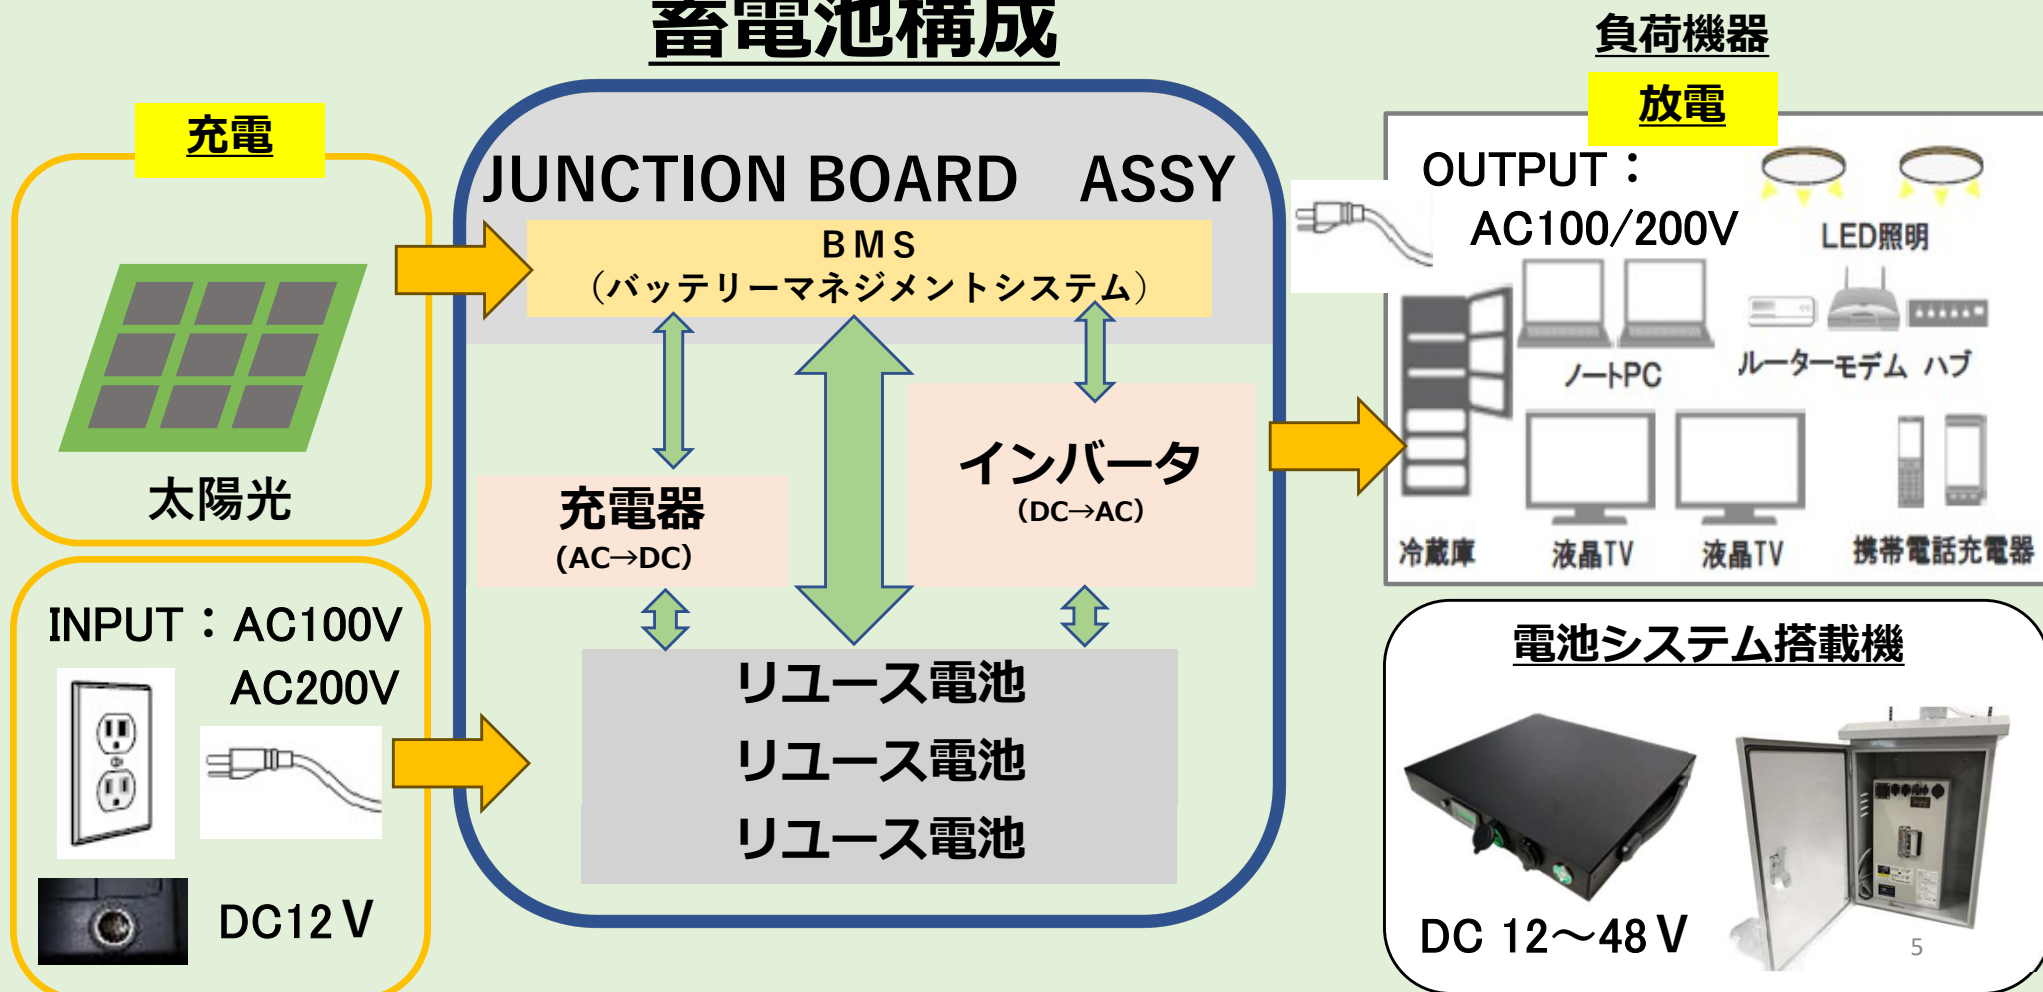 蓄電池構成
負荷機器
充電
太陽光
INPUT：AC100V
AC200V
DC12V
JUNCTION BOARD　ASSY
ＢＭＳ
（バッテリーマネジメントシステム）
充電器
(AC→DC)
インバータ
(DC→AC)
リユース電池
リユース電池
リユース電池
放電
OUTPUT：
AC100/200V
LED照明
ノートPC
ルーターモデム ハブ
冷蔵庫
液晶TV
液晶TV
携帯電話充電器
電池システム搭載機
DC 12～48V
5